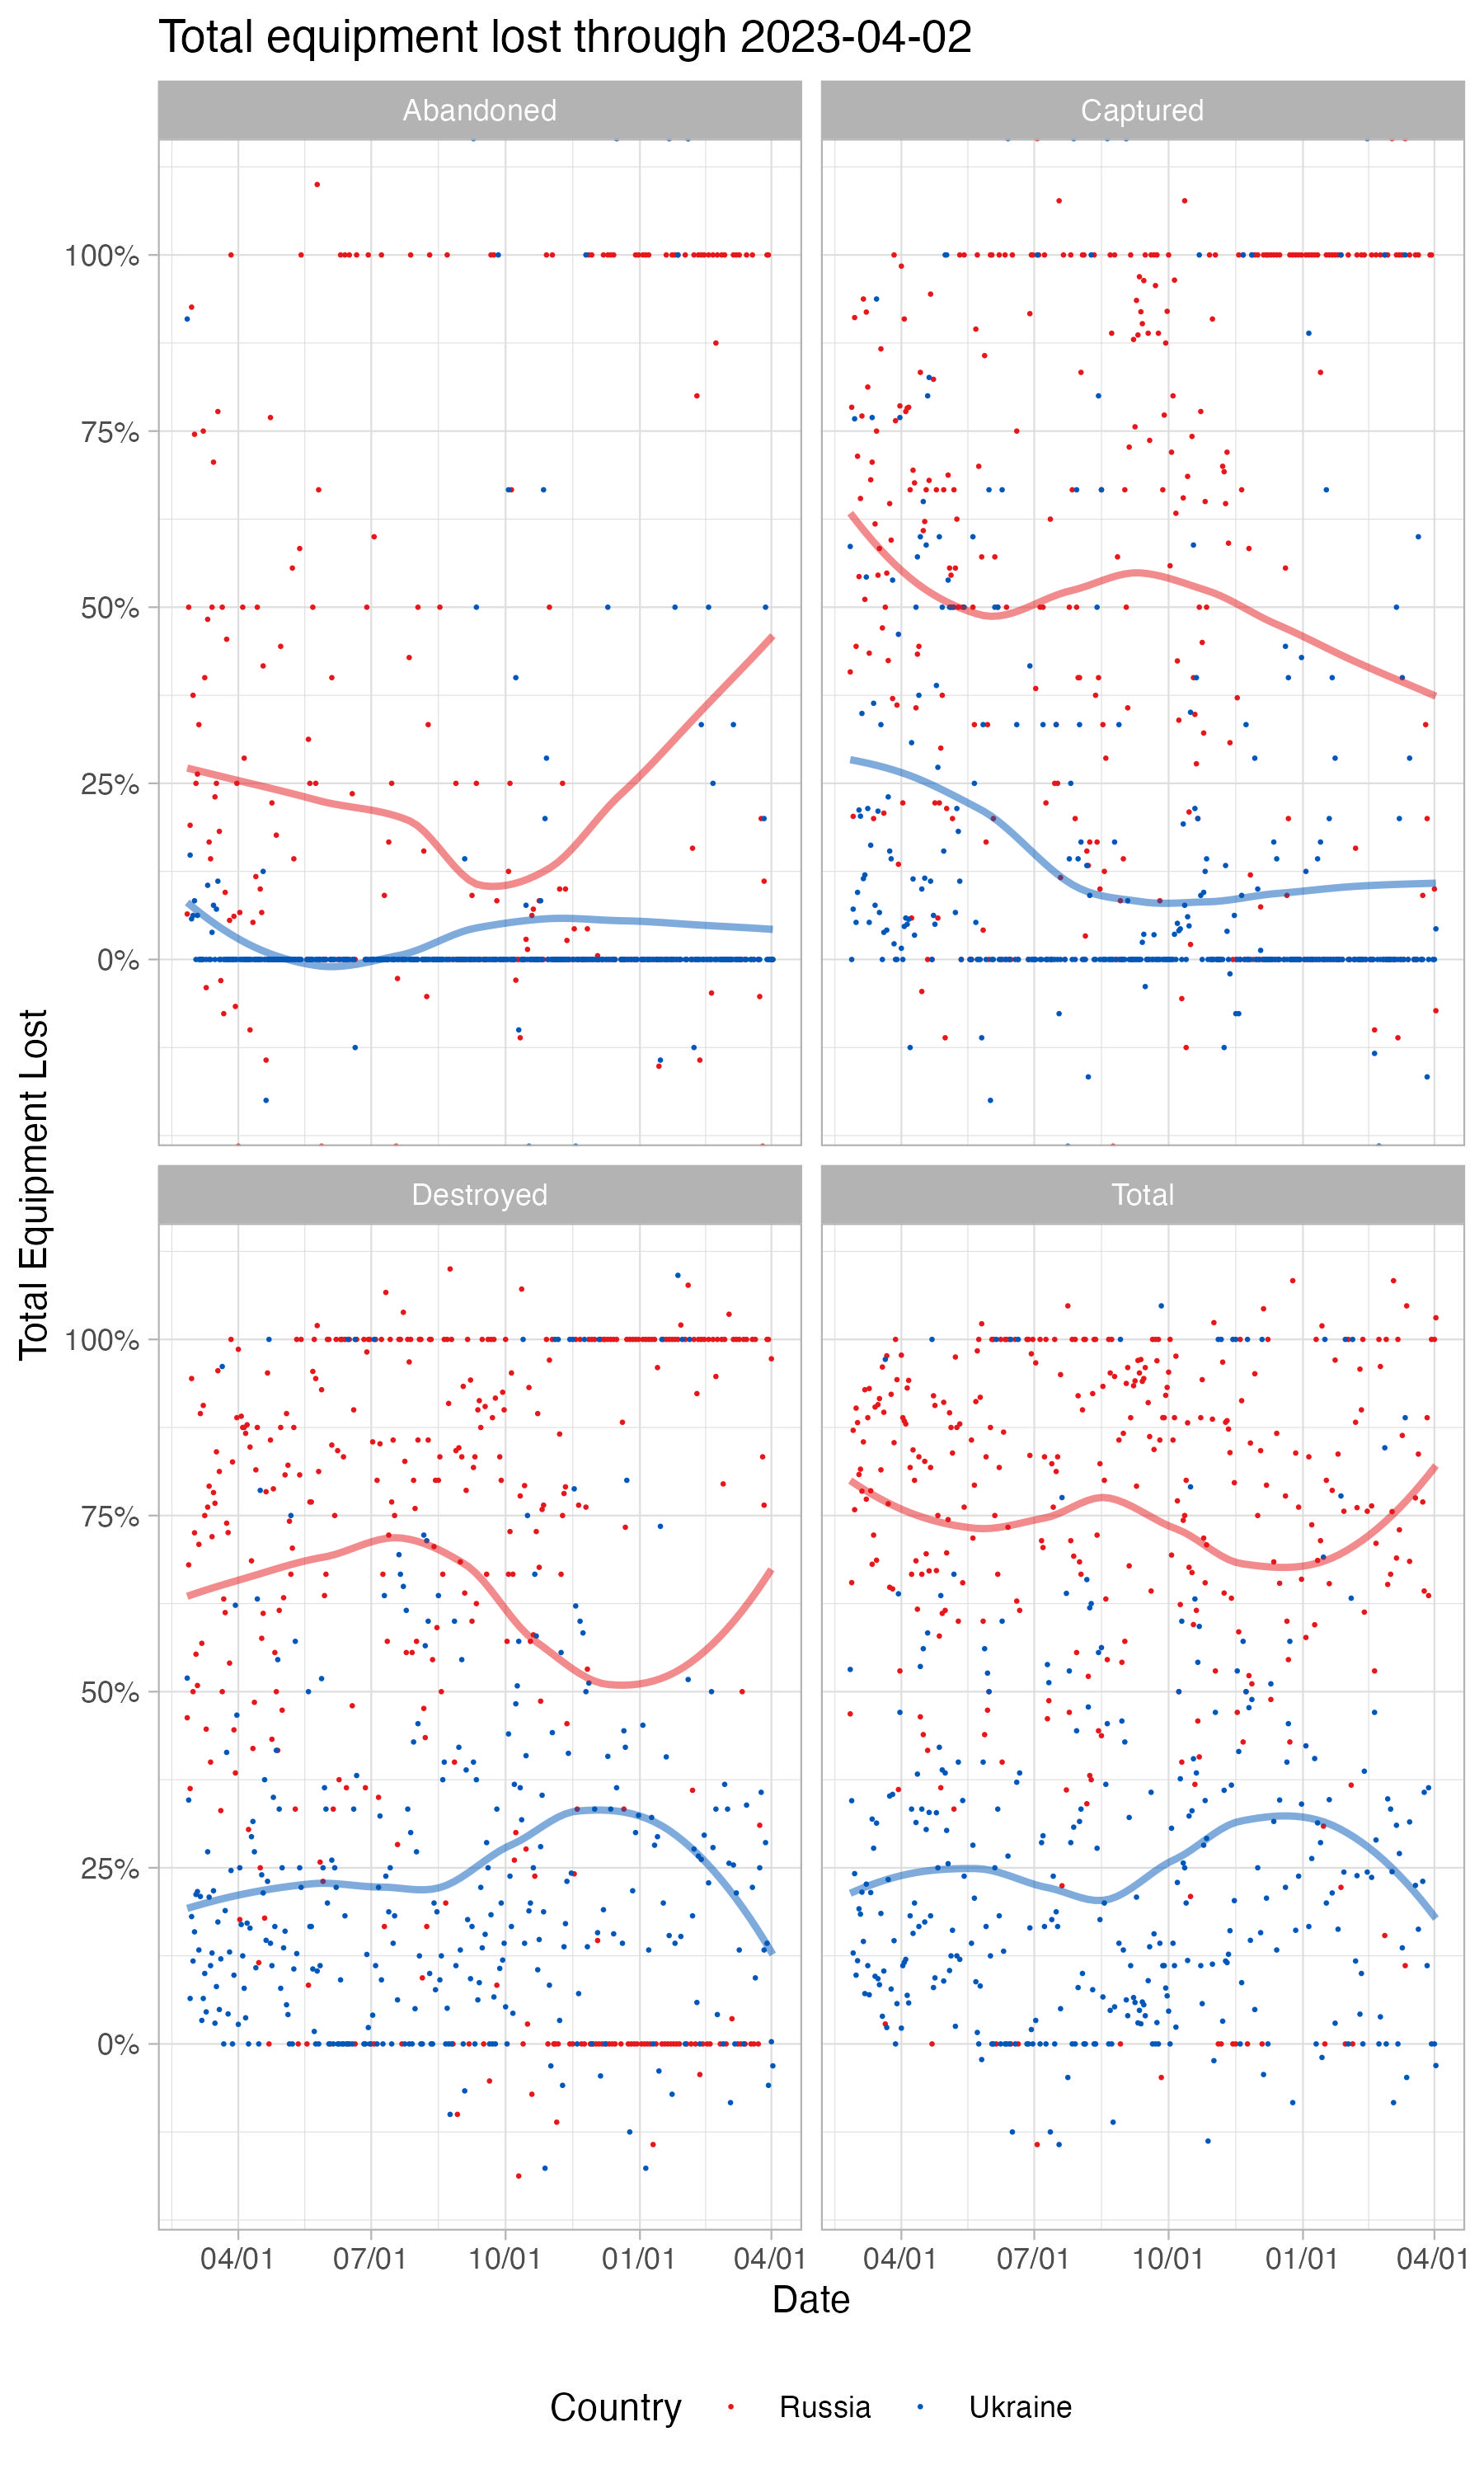 Total equipment lost through 2023-04-02
Abandoned
Captured
100%
75%
50%
25%
0%
Total Equipment Lost
Destroyed
Total
100%
75%
50%
25%
0%
04/01 07/01 10/01 01/01 04/01
04/01 07/01 10/01 01/01 04/01
Date
Country Russia Ukraine